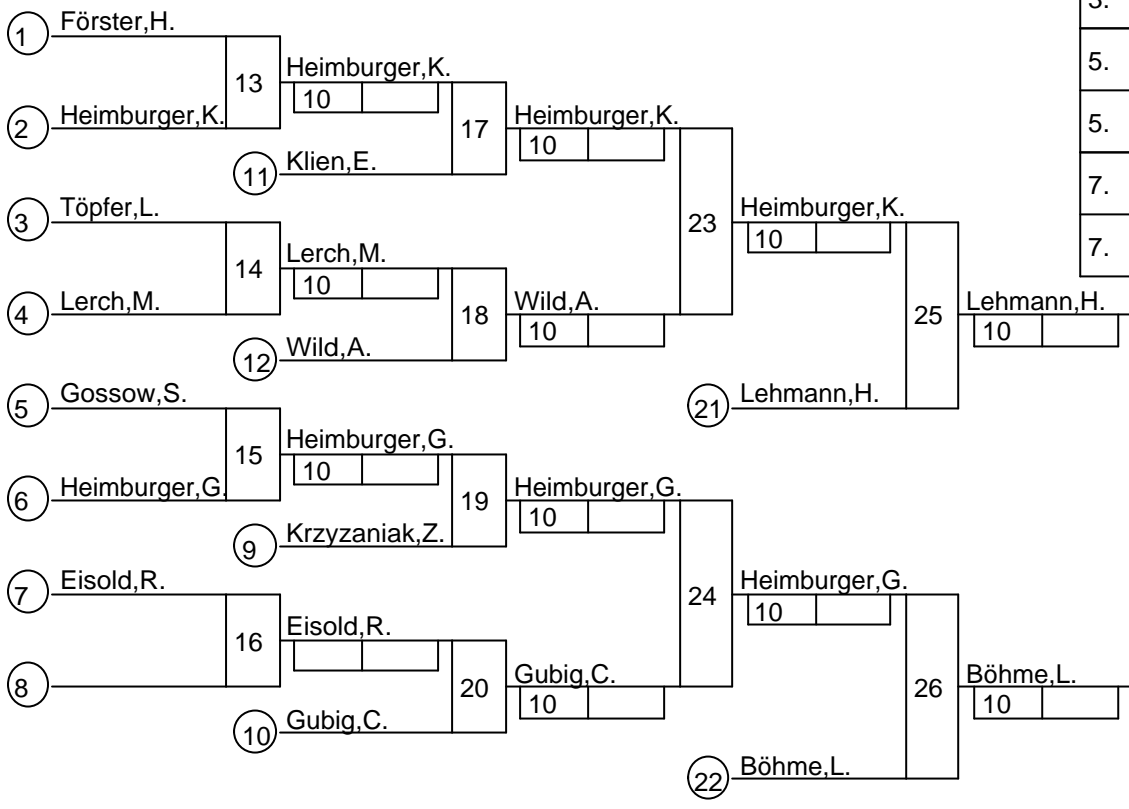 3.
1 Förster,H.
5.
13 Heimburger,K.
10
2 Heimburger,K.
17 Heimburger,K.
10
5.
11 Klien,E.
7.
3 Töpfer,L.
23 Heimburger,K.
10
7.
14 Lerch,M.
10
4 Lerch,M.
18 Wild,A.
10
25 Lehmann,H.
10
12 Wild,A.
5 Gossow,S.
21 Lehmann,H.
15 Heimburger,G.
10
6 Heimburger,G.
19 Heimburger,G.
10
9 Krzyzaniak,Z.
7 Eisold,R.
24 Heimburger,G.
10
16 Eisold,R.
8
20 Gubig,C.
10
26 Böhme,L.
10
10 Gubig,C.
22 Böhme,L.